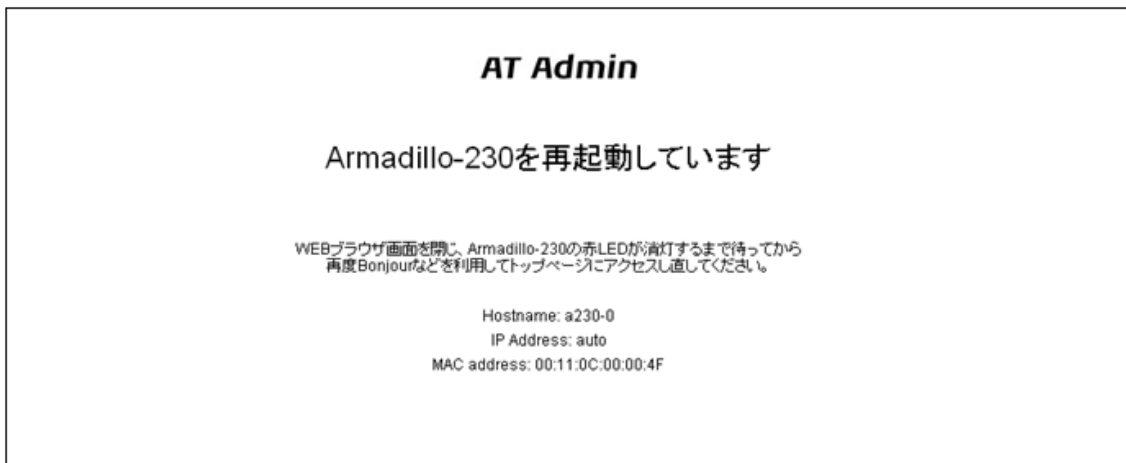 AT Admin
Armadillo-230を再起動しています
WEBブラウザ画面を閉じ、Armadillo-230の赤LEDが消灯するまで待ってから
再度Bonjourなどを利用してトップページにアクセスし直してください。
Hostname: a230-0
IP Address: auto
MAC address: 00:11:0C:00:00:4F